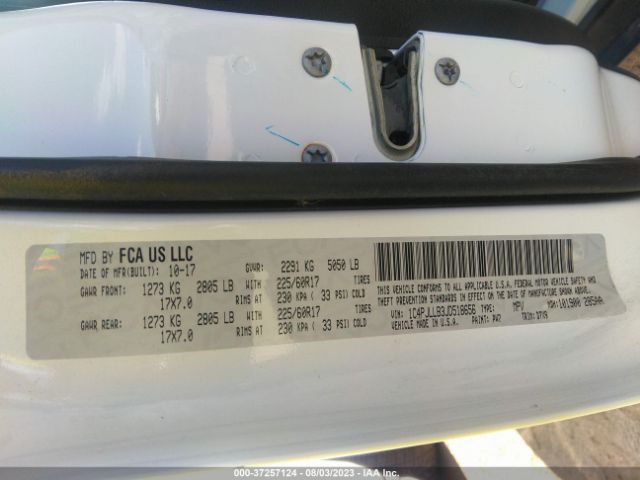 MFD BY FCA US LLC
DATE OF MFR(BUILT): 10-17 GVWR: 2291 KG 5050 LB
GAWR FRONT: 1273 KG 2805 LB WITH 225/60R17 TIRES
17X7.0 RIMS AT 230 KPA ( 33 PSI) COLD
GAWR REAR: 1273 KG 2805 LB WITH 225/60R17 TIRES
17X7.0 RIMS AT 230 KPA ( 33 PSI) COLD
THIS VEHICLE CONFORMS TO ALL APPLICABLE U.S.A. FEDERAL MOTOR VEHICLE SAFETY
AND THEFT PREVENTION STANDARDS IN EFFECT ON THE DATE OF MANUFACTURE SHOWN ABOVE.
VIN: 1C4PJLLB3JD518656 TYPE: MPV
VEHICLE MADE IN U.S.A. PAINT: PW7 TRIM:
000-37257124 - 08/03/2023 - IAA Inc.